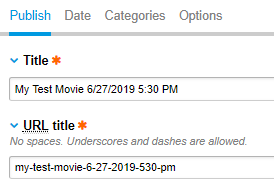 Publish Date Categories Options
Title *
My Test Movie 6/27/2019 5:30 PM
URL title *
No spaces. Underscores and dashes are allowed.
my-test-movie-6-27-2019-530-pm